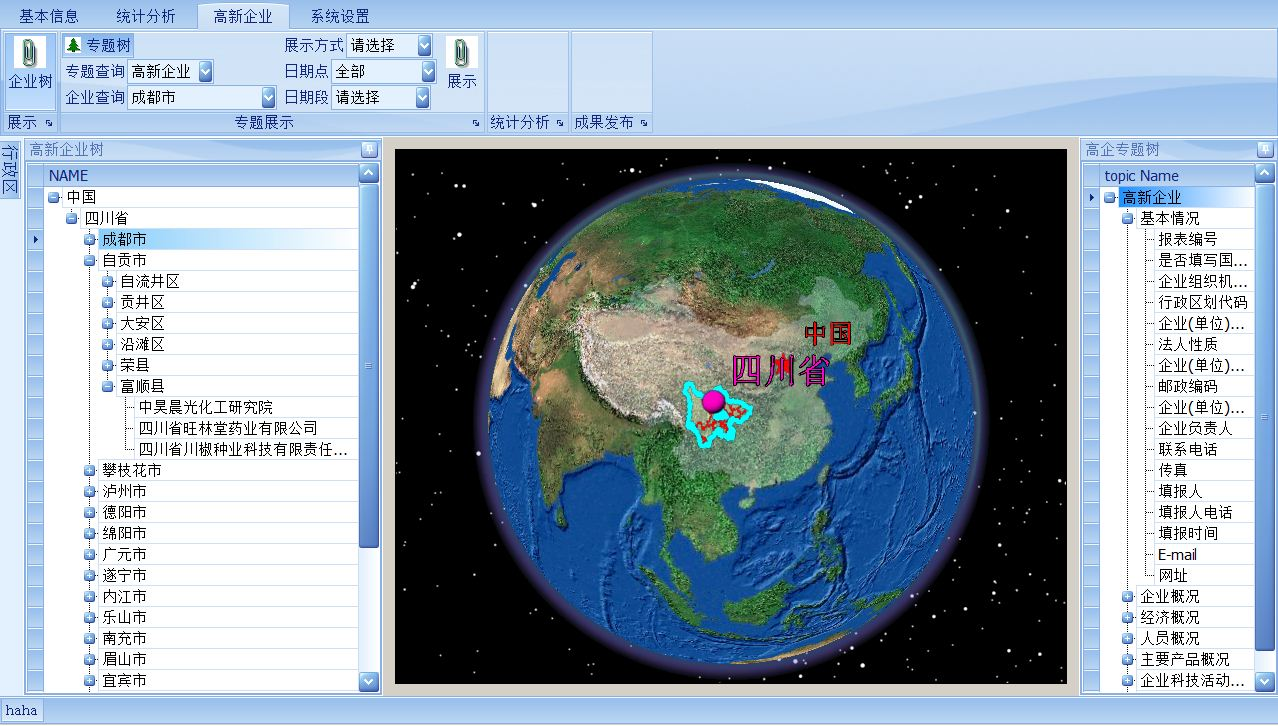 基本信息 统计分析 高新企业 系统设置
企业树
展示
专题树
专题查询 高新企业
企业查询 成都市
展示方式 请选择
日期点 全部
日期段 请选择
展示
专题展示
统计分析
成果发布
行政区
高新企业树
NAME
中国
四川省
成都市
自贡市
自流井区
贡井区
大安区
沿滩区
荣县
富顺县
中昊晨光化工研究院
四川省旺林堂药业有限公司
四川省川椒种业科技有限责任...
攀枝花市
泸州市
德阳市
绵阳市
广元市
遂宁市
内江市
乐山市
南充市
眉山市
宜宾市
中国
四川省
高企专题树
topic Name
高新企业
基本情况
报表编号
是否填写国...
企业组织机...
行政区划代码
企业(单位)...
法人性质
企业(单位)...
邮政编码
企业(单位)...
企业负责人
联系电话
传真
填报人
填报人电话
填报时间
E-mail
网址
企业概况
经济概况
人员概况
主要产品概况
企业科技活动...
haha